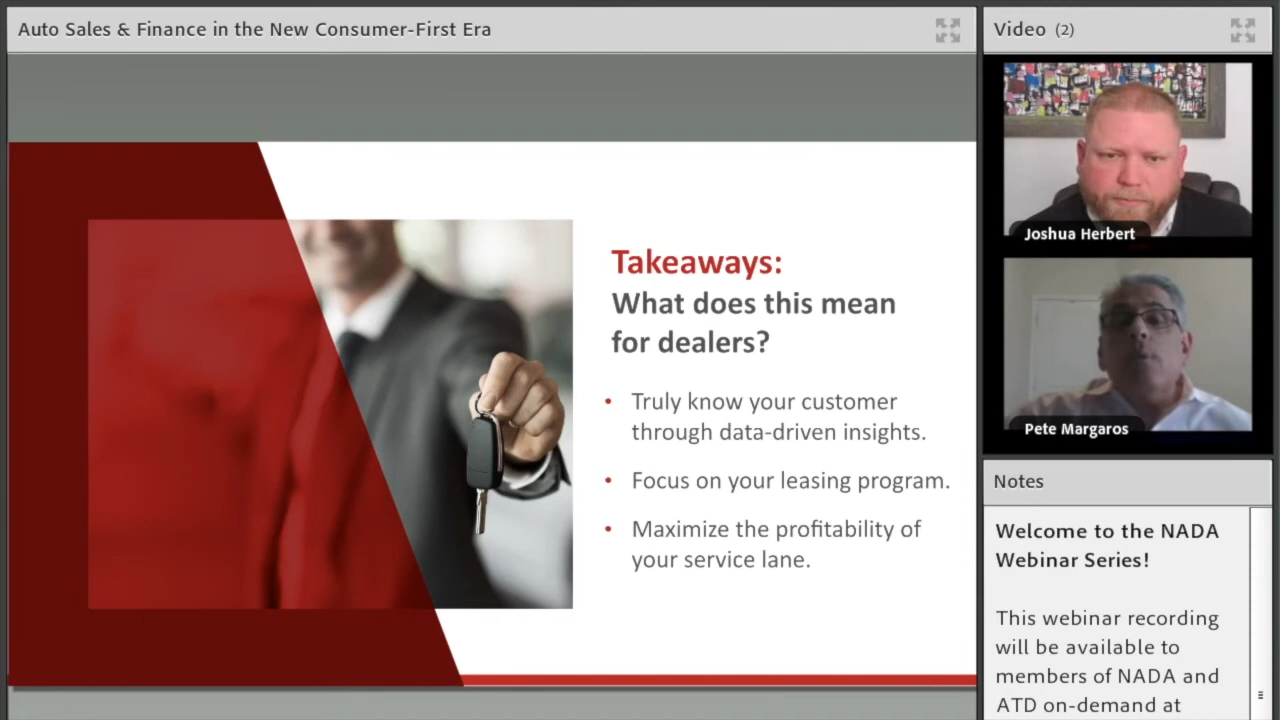 Auto Sales & Finance in the New Consumer-First Era
Takeaways:
What does this mean
for dealers?
• Truly know your customer
through data-driven insights.
• Focus on your leasing program.
• Maximize the profitability of
your service lane.
Video (2)
Joshua Herbert
Pete Margaros
Notes
Welcome to the NADA
Webinar Series!
This webinar recording
will be available to
members of NADA and
ATD on-demand at